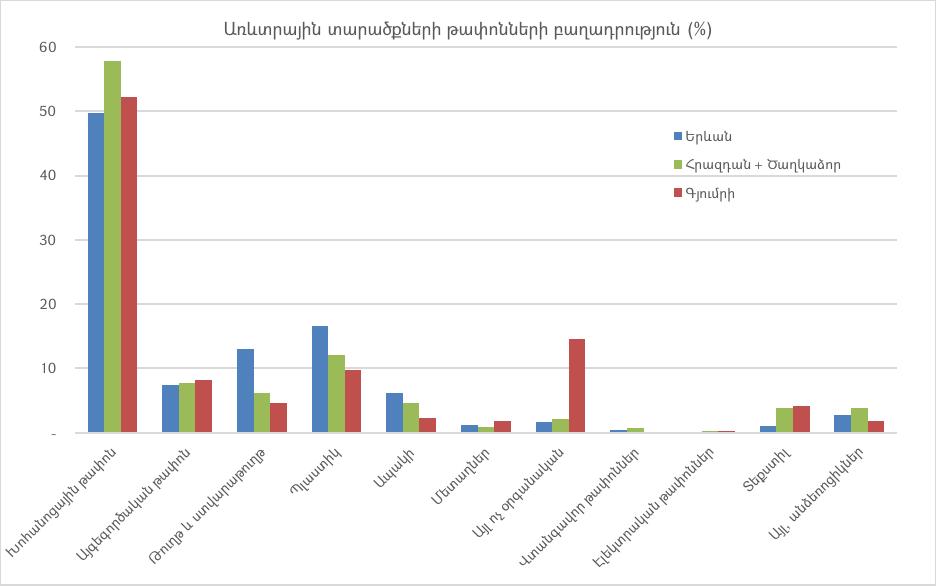 Առևտրային տարածքների թափոնների բաղադրություն (%)
60
50
40
30
20
10
-
Երևան
Հրազդան + Ծաղկաձոր
Գյումրի
Խոհանոցային թափոն
Այգեգործական թափոն
Թուղթ և ստվարաթուղթ
Պլաստիկ
Ապակի
Մետաղներ
Այլ ոչ օրգանական
Վտանգավոր թափոններ
Էլեկտրական թափոններ
Տեքստիլ
Այլ. անձեռոցիկներ